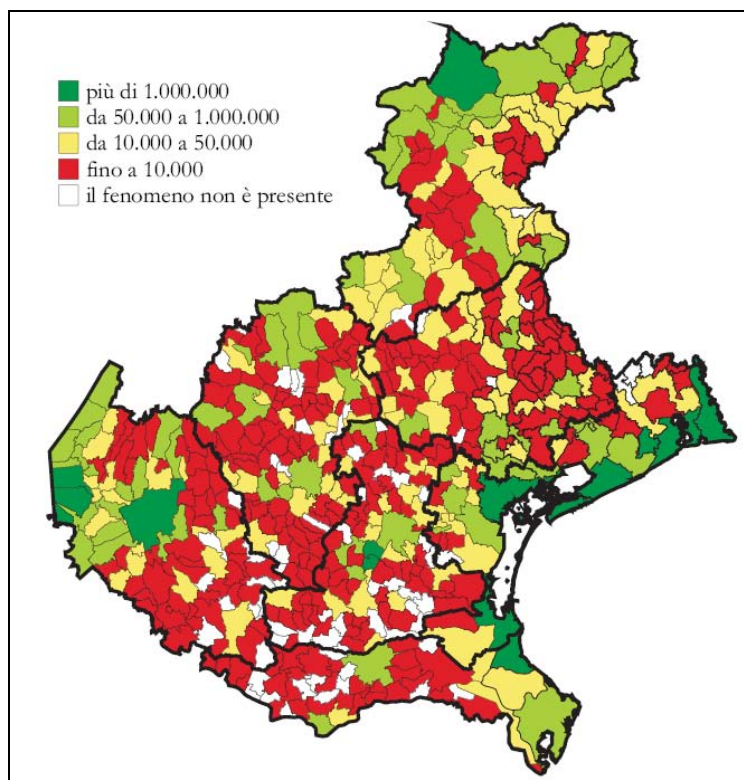 più di 1.000.000
da 50.000 a 1.000.000
da 10.000 a 50.000
fino a 10.000
il fenomeno non è presente